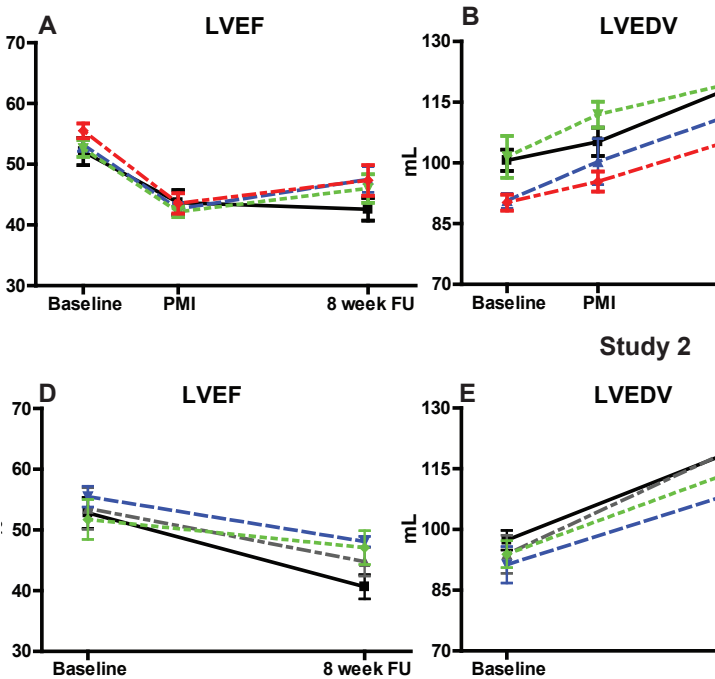 A
LVEF
70
60
50
40
30
Baseline
PMI
8 week FU
B
LVEDV
mL
130
115
100
85
70
Baseline
PMI
Study 2
D
LVEF
70
60
50
40
30
Baseline
8 week FU
E
LVEDV
mL
130
115
100
85
70
Baseline